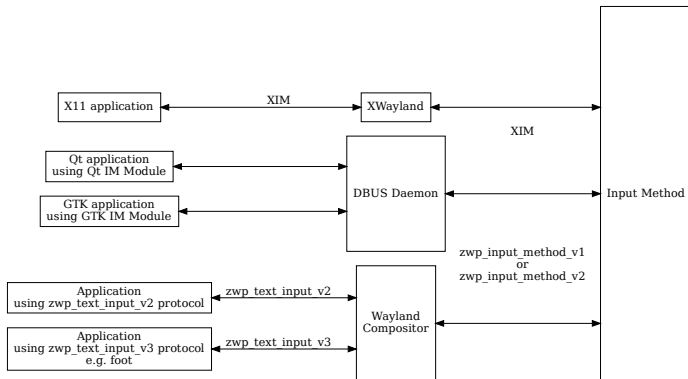 X11 application
XIM
XWayland
XIM
Qt application
using Qt IM Module
GTK application
using GTK IM Module
DBUS Daemon
Input Method
zwp_input_method_v1
or
zwp_input_method_v2
Application
using zwp_text_input_v2 protocol
zwp_text_input_v2
Wayland
Compositor
Application
using zwp_text_input_v3 protocol
e.g. foot
zwp_text_input_v3